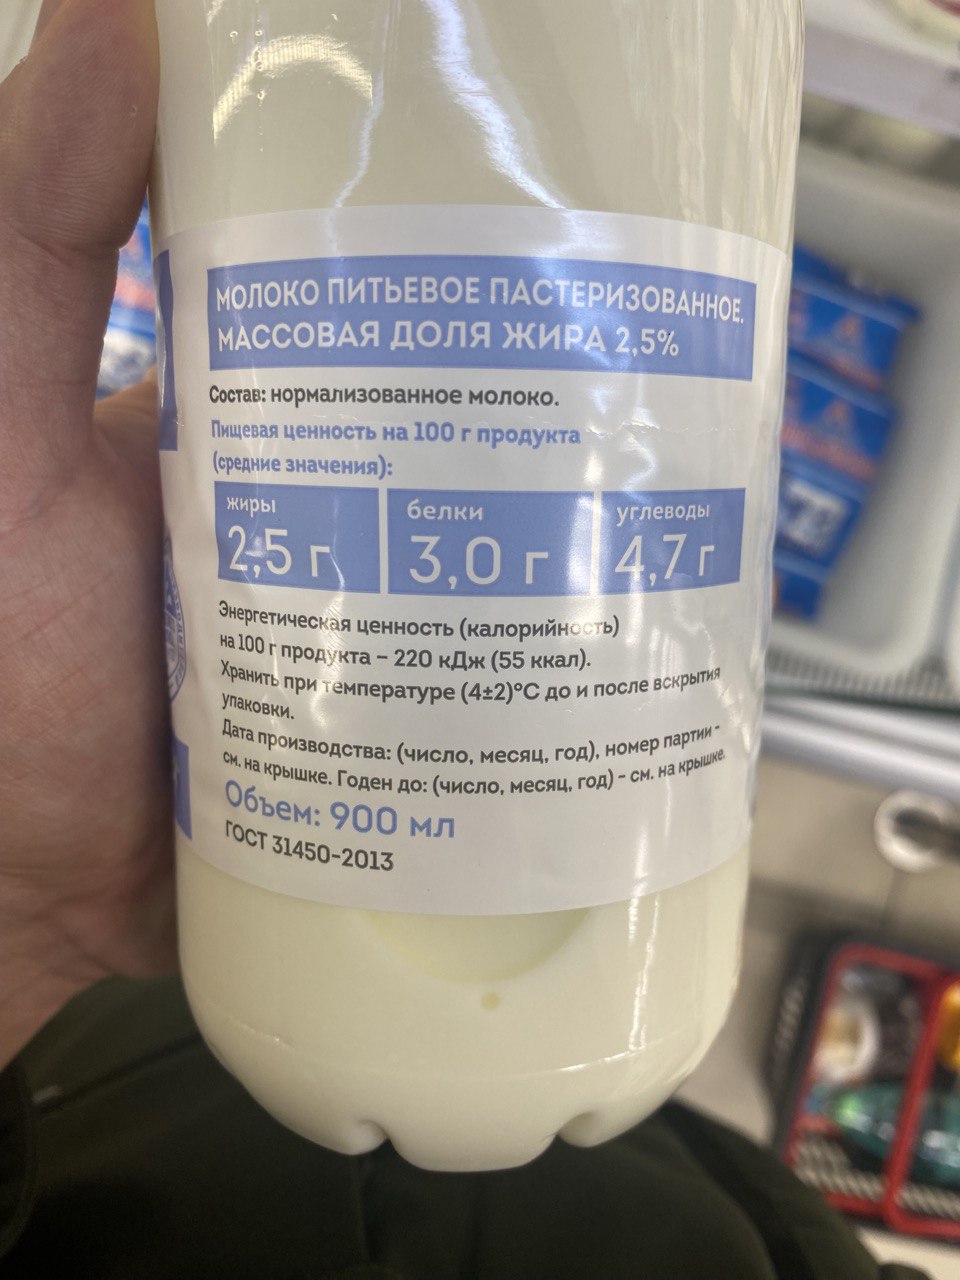 МОЛОКО ПИТЬЕВОЕ ПАСТЕРИЗОВАННОЕ.
МАССОВАЯ ДОЛЯ ЖИРА 2,5%
Состав: нормализованное молоко.
Пищевая ценность на 100 г продукта
(средние значения):
жиры белки углеводы
2,5 г 3,0 г 4,7 г
Энергетическая ценность (калорийность)
на 100 г продукта – 220 кДж (55 ккал).
Хранить при температуре (4±2)°С до и после вскрытия
упаковки.
Дата производства: (число, месяц, год), номер партии -
см. на крышке. Годен до: (число, месяц, год) - см. на крышке.
Объем: 900 мл
ГОСТ 31450-2013